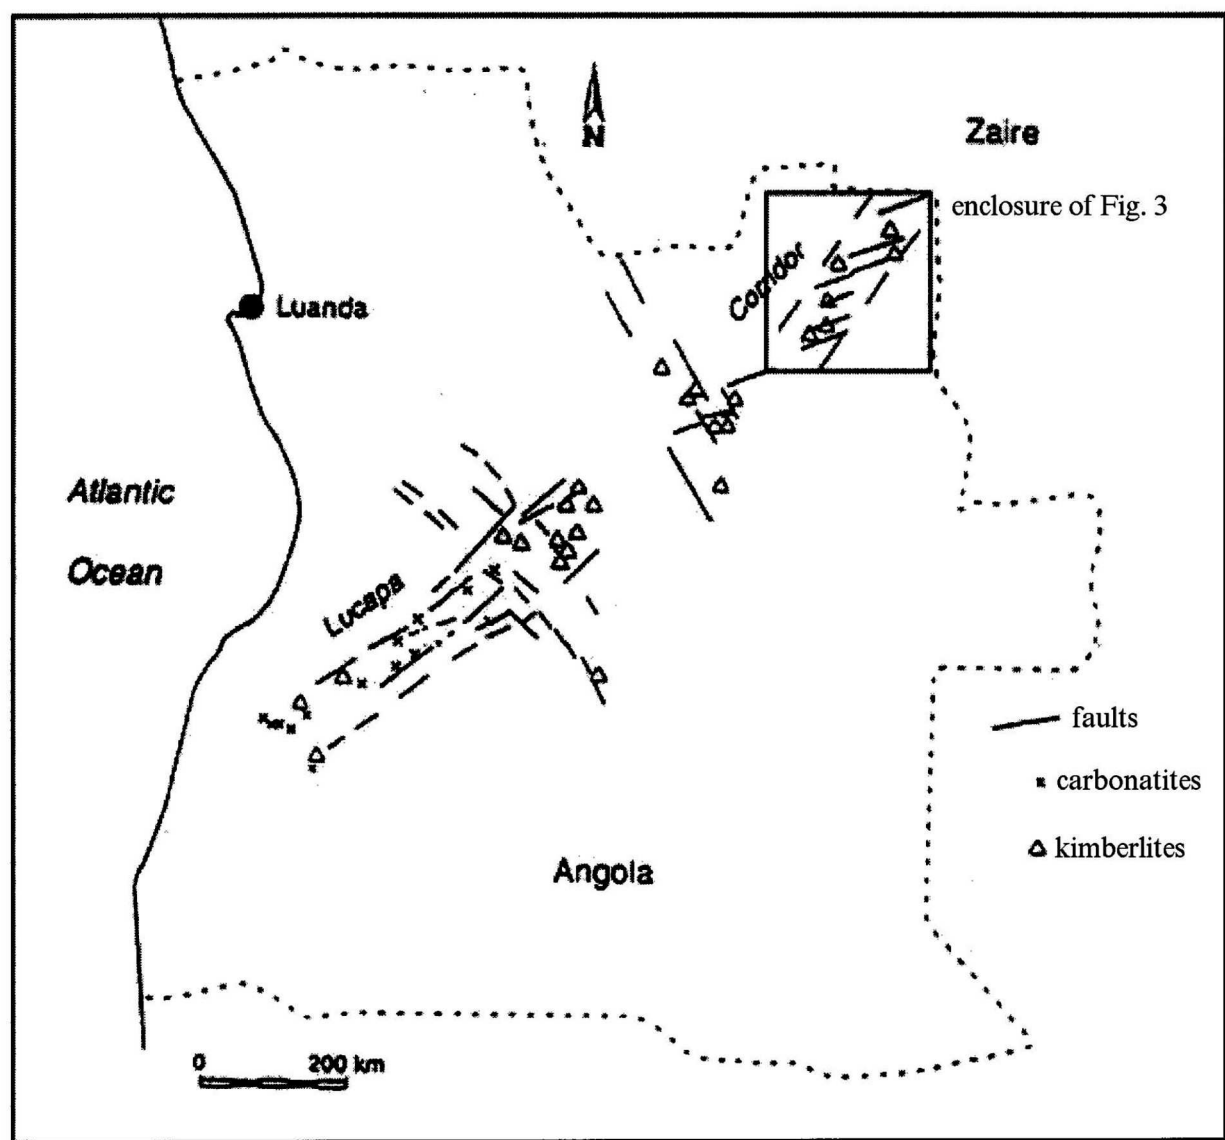 N
Zaire
enclosure of Fig. 3
Corridor
Luanda
Atlantic
Ocean
Lucapa
faults
carbonatites
kimberlites
Angola
0 200 km